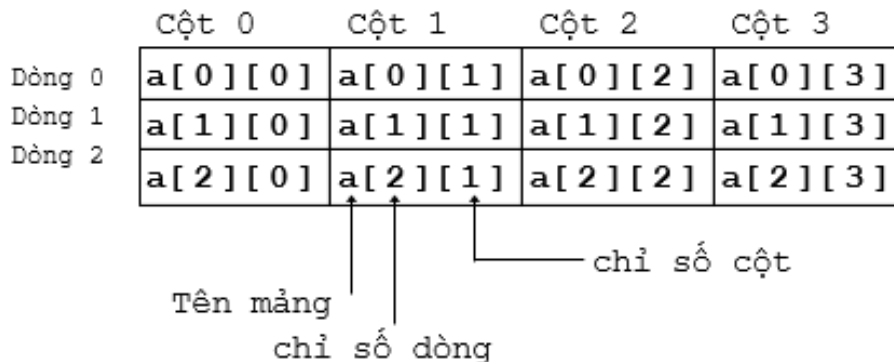 Cột 0 Cột 1 Cột 2 Cột 3
Dòng 0 a[0][0] a[0][1] a[0][2] a[0][3]
Dòng 1 a[1][0] a[1][1] a[1][2] a[1][3]
Dòng 2 a[2][0] a[2][1] a[2][2] a[2][3]
chỉ số cột
Tên mảng
chỉ số dòng